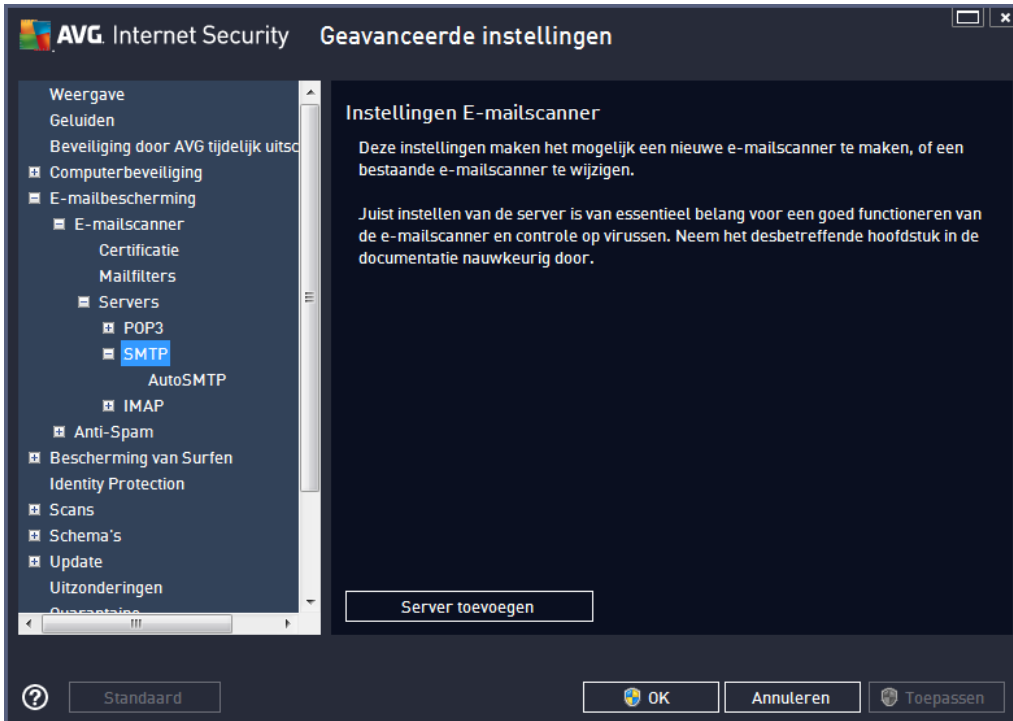 AVG. Internet Security
Geavanceerde instellingen
Weergave
Geluiden
Beveiliging door AVG tijdelijk uitsc
Computerbeveiliging
E-mailbescherming
E-mailscanner
Certificatie
Mailfilters
Servers
POP3
SMTP
AutoSMTP
IMAP
Anti-Spam
Bescherming van Surfen
Identity Protection
Scans
Schema's
Update
Uitzonderingen
Quarantaine
Instellingen E-mailscanner
Deze instellingen maken het mogelijk een nieuwe e-mailscanner te maken, of een
bestaande e-mailscanner te wijzigen.
Juist instellen van de server is van essentieel belang voor een goed functioneren van
de e-mailscanner en controle op virussen. Neem het desbetreffende hoofdstuk in de
documentatie nauwkeurig door.
Server toevoegen
Standaard
OK
Annuleren
Toepassen